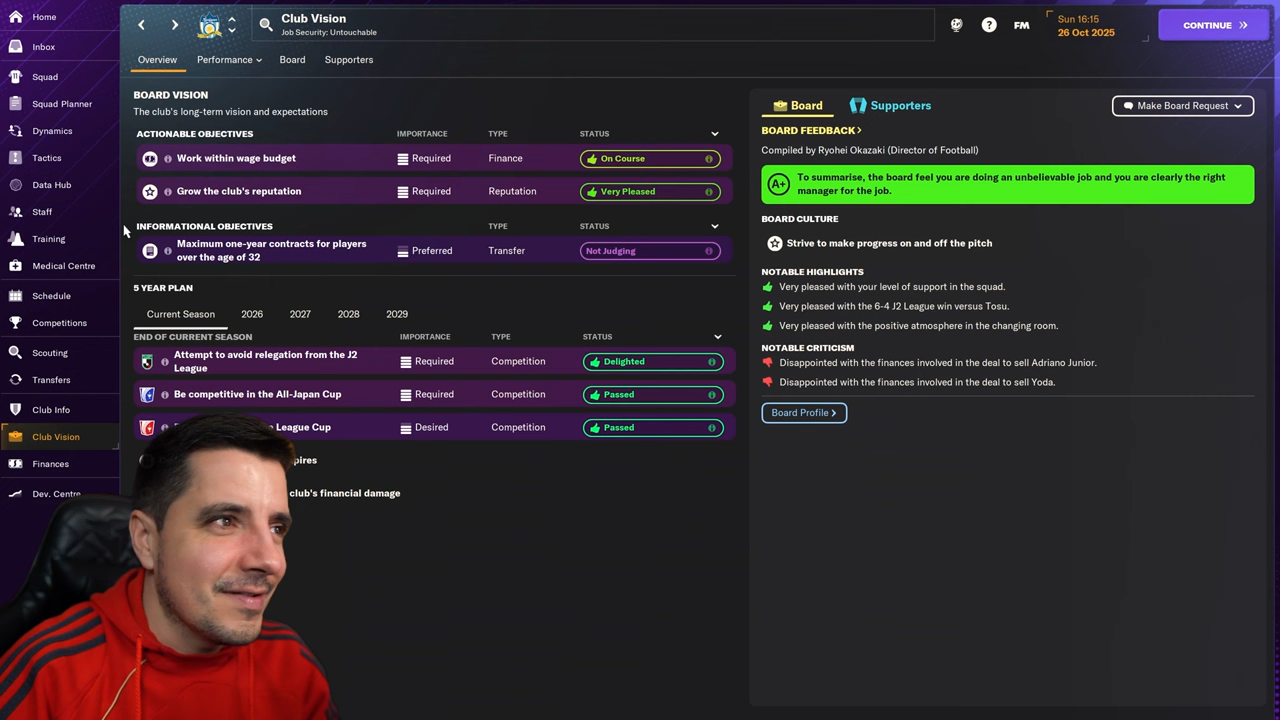 Home
Inbox
Squad
Squad Planner
Dynamics
Tactics
Data Hub
Staff
Training
Medical Centre
Schedule
Competitions
Scouting
Transfers
Club Info
Club Vision
Finances
Dev. Centre
Club Vision
Job Security: Untouchable
FM
Sun 16:15
26 Oct 2025
CONTINUE
Overview
Performance
Board
Supporters
BOARD VISION
The club's long-term vision and expectations
ACTIONABLE OBJECTIVES IMPORTANCE TYPE STATUS
Work within wage budget Required Finance On Course
Grow the club's reputation Required Reputation Very Pleased
INFORMATIONAL OBJECTIVES TYPE STATUS
Maximum one-year contracts for players
over the age of 32 Preferred Transfer Not Judging
5 YEAR PLAN
Current Season 2026 2027 2028 2029
END OF CURRENT SEASON IMPORTANCE TYPE STATUS
Attempt to avoid relegation from the J2
League Required Competition Delighted
Be competitive in the All-Japan Cup Required Competition Passed
League Cup Desired Competition Passed
club's financial damage
Board
Supporters
Make Board Request
BOARD FEEDBACK
Compiled by Ryohei Okazaki (Director of Football)
A+
To summarise, the board feel you are doing an unbelievable job and you are clearly the right
manager for the job.
BOARD CULTURE
Strive to make progress on and off the pitch
NOTABLE HIGHLIGHTS
Very pleased with your level of support in the squad.
Very pleased with the 6-4 J2 League win versus Tosu.
Very pleased with the positive atmosphere in the changing room.
NOTABLE CRITICISM
Disappointed with the finances involved in the deal to sell Adriano Junior.
Disappointed with the finances involved in the deal to sell Yoda.
Board Profile